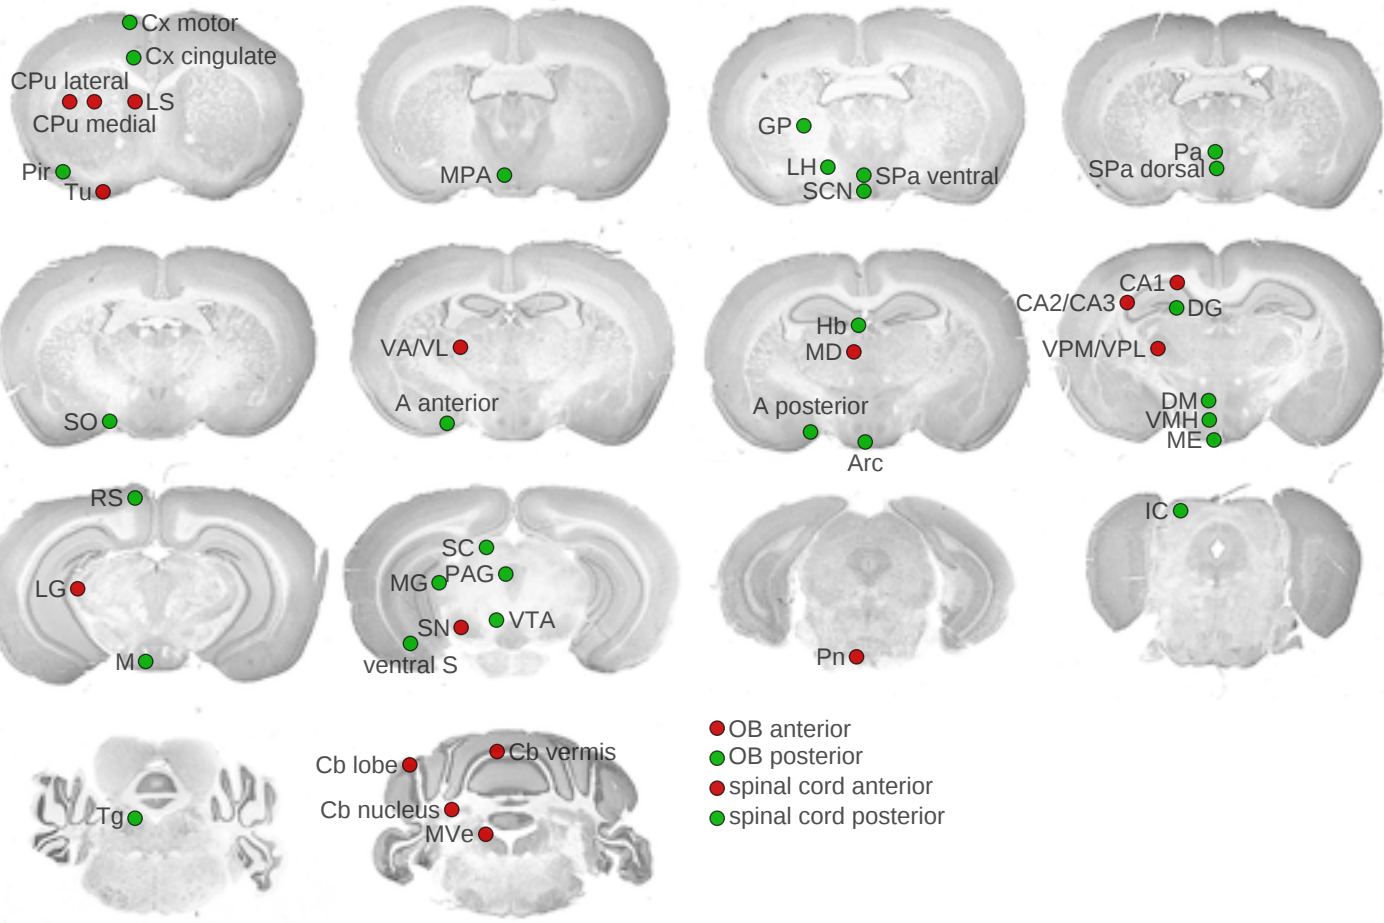 Cx motor
Cx cingulate
CPu lateral
LS
CPu medial
Pir
Tu
MPA
GP
LH
SPa ventral
SCN
Pa
SPa dorsal
SO
VA/VL
A anterior
Hb
MD
A posterior
Arc
CA1
CA2/CA3
DG
VPM/VPL
DM
VMH
ME
RS
LG
M
SC
MG
PAG
SN
VTA
ventral S
Pn
IC
Tg
Cb lobe
Cb vermis
Cb nucleus
MVe
OB anterior
OB posterior
spinal cord anterior
spinal cord posterior